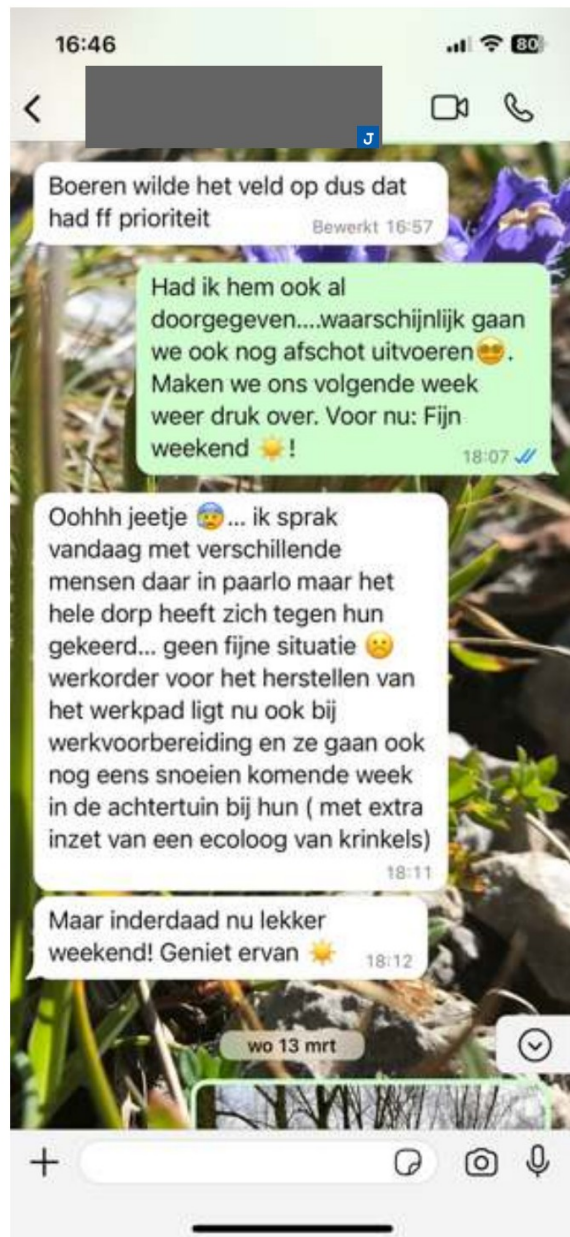 16:46
80
J
Boeren wilde het veld op dus dat
had ff prioriteit
Bewerkt 16:57
Had ik hem ook al
doorgegeven....waarschijnlijk gaan
we ook nog afschot uitvoeren😵‍💫.
Maken we ons volgende week
weer druk over. Voor nu: Fijn
weekend ☀️!
18:07
Oohhh jeetje 😰... ik sprak
vandaag met verschillende
mensen daar in paarlo maar het
hele dorp heeft zich tegen hun
gekeerd... geen fijne situatie ☹️
werkorder voor het herstellen van
het werkpad ligt nu ook bij
werkvoorbereiding en ze gaan ook
nog eens snoeien komende week
in de achtertuin bij hun ( met extra
inzet van een ecoloog van krinkels)
18:11
Maar inderdaad nu lekker
weekend! Geniet ervan ☀️
18:12
wo 13 mrt